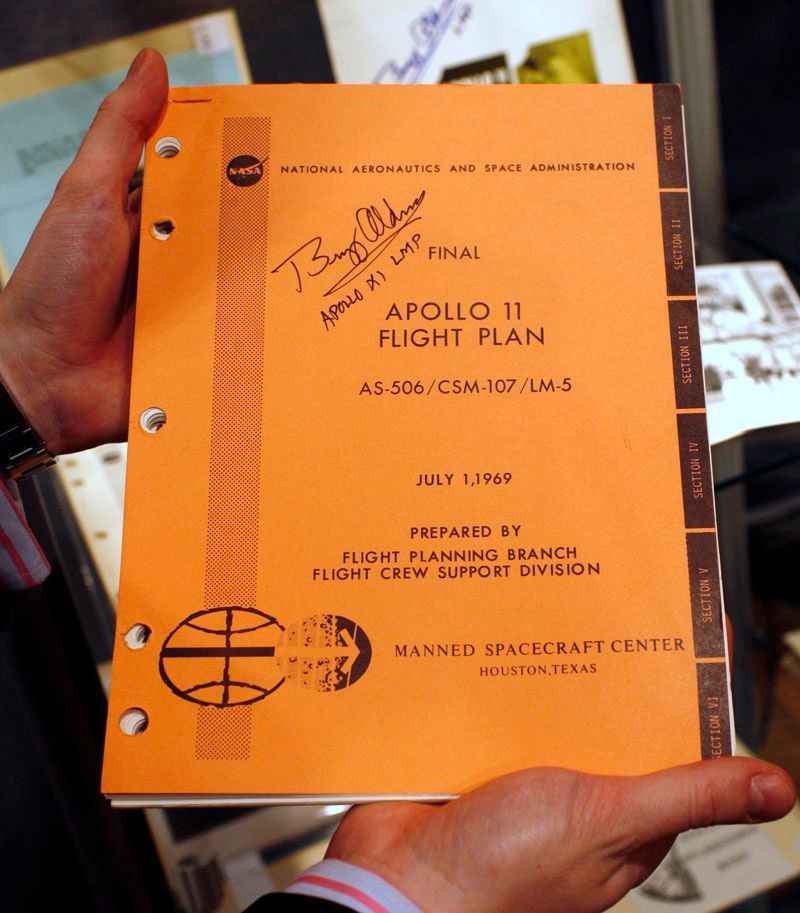 NASA
NATIONAL AERONAUTICS AND SPACE ADMINISTRATION
Buzz Aldrin
APOLLO XI LMP
FINAL
APOLLO 11
FLIGHT PLAN
AS-506/CSM-107/LM-5
JULY 1,1969
PREPARED BY
FLIGHT PLANNING BRANCH
FLIGHT CREW SUPPORT DIVISION
MANNED SPACECRAFT CENTER
HOUSTON,TEXAS
SECTION I
SECTION II
SECTION III
SECTION IV
SECTION V
SECTION VI